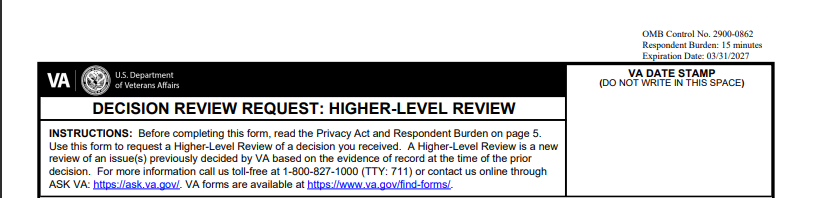 OMB Control No. 2900-0862
Respondent Burden: 15 minutes
Expiration Date: 03/31/2027
VA
U.S. Department
of Veterans Affairs
VA DATE STAMP
(DO NOT WRITE IN THIS SPACE)
DECISION REVIEW REQUEST: HIGHER-LEVEL REVIEW
INSTRUCTIONS: Before completing this form, read the Privacy Act and Respondent Burden on page 5.
Use this form to request a Higher-Level Review of a decision you received. A Higher-Level Review is a new
review of an issue(s) previously decided by VA based on the evidence of record at the time of the prior
decision. For more information call us toll-free at 1-800-827-1000 (TTY: 711) or contact us online through
ASK VA: https://ask.va.gov/. VA forms are available at https://www.va.gov/find-forms/.